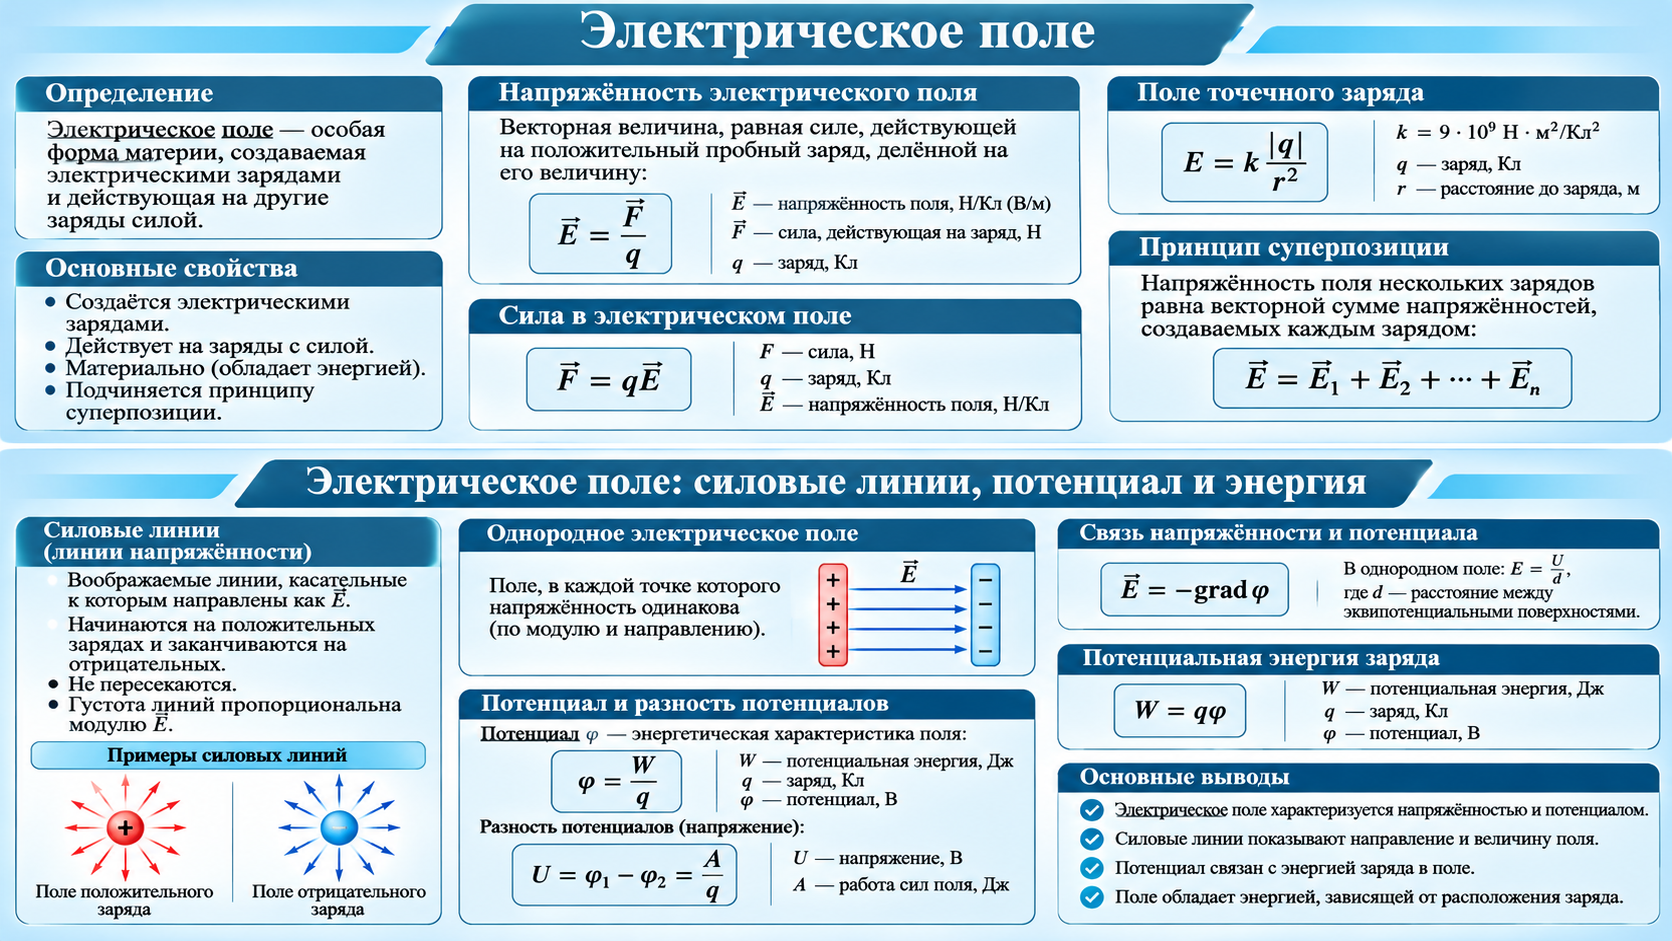 Электрическое поле
Определение
Электрическое поле — особая
форма материи, создаваемая
электрическими зарядами
и действующая на другие
заряды силой.
Основные свойства
• Создаётся электрическими
зарядами.
• Действует на заряды с силой.
• Материально (обладает энергией).
• Подчиняется принципу
суперпозиции.
Напряжённость электрического поля
Векторная величина, равная силе, действующей
на положительный пробный заряд, делённой на
его величину:
E⃗ = F⃗ / q
E⃗ — напряжённость поля, Н/Кл (В/м)
F⃗ — сила, действующая на заряд, Н
q — заряд, Кл
Сила в электрическом поле
F⃗ = qE⃗
F — сила, Н
q — заряд, Кл
E⃗ — напряжённость поля, Н/Кл
Поле точечного заряда
E = k |q| / r²
k = 9 · 10⁹ Н · м²/Кл²
q — заряд, Кл
r — расстояние до заряда, м
Принцип суперпозиции
Напряжённость поля нескольких зарядов
равна векторной сумме напряжённостей,
создаваемых каждым зарядом:
E⃗ = E⃗₁ + E⃗₂ + ··· + E⃗ₙ
Электрическое поле: силовые линии, потенциал и энергия
Силовые линии
(линии напряжённости)
Воображаемые линии, касательные
к которым направлены как E⃗.
Начинаются на положительных
зарядах и заканчиваются на
отрицательных.
• Не пересекаются.
• Густота линий пропорциональна
модулю E⃗.
Примеры силовых линий
+
−
Поле положительного
заряда
Поле отрицательного
заряда
Однородное электрическое поле
Поле, в каждой точке которого
напряжённость одинакова
(по модулю и направлению).
E⃗
+ −
+ −
+ −
+ −
Потенциал и разность потенциалов
Потенциал φ — энергетическая характеристика поля:
φ = W / q
W — потенциальная энергия, Дж
q — заряд, Кл
φ — потенциал, В
Разность потенциалов (напряжение):
U = φ₁ − φ₂ = A / q
U — напряжение, В
A — работа сил поля, Дж
Связь напряжённости и потенциала
E⃗ = −grad φ
В однородном поле: E = U/d,
где d — расстояние между
эквипотенциальными поверхностями.
Потенциальная энергия заряда
W = qφ
W — потенциальная энергия, Дж
q — заряд, Кл
φ — потенциал, В
Основные выводы
Электрическое поле характеризуется напряжённостью и потенциалом.
Силовые линии показывают направление и величину поля.
Потенциал связан с энергией заряда в поле.
Поле обладает энергией, зависящей от расположения заряда.